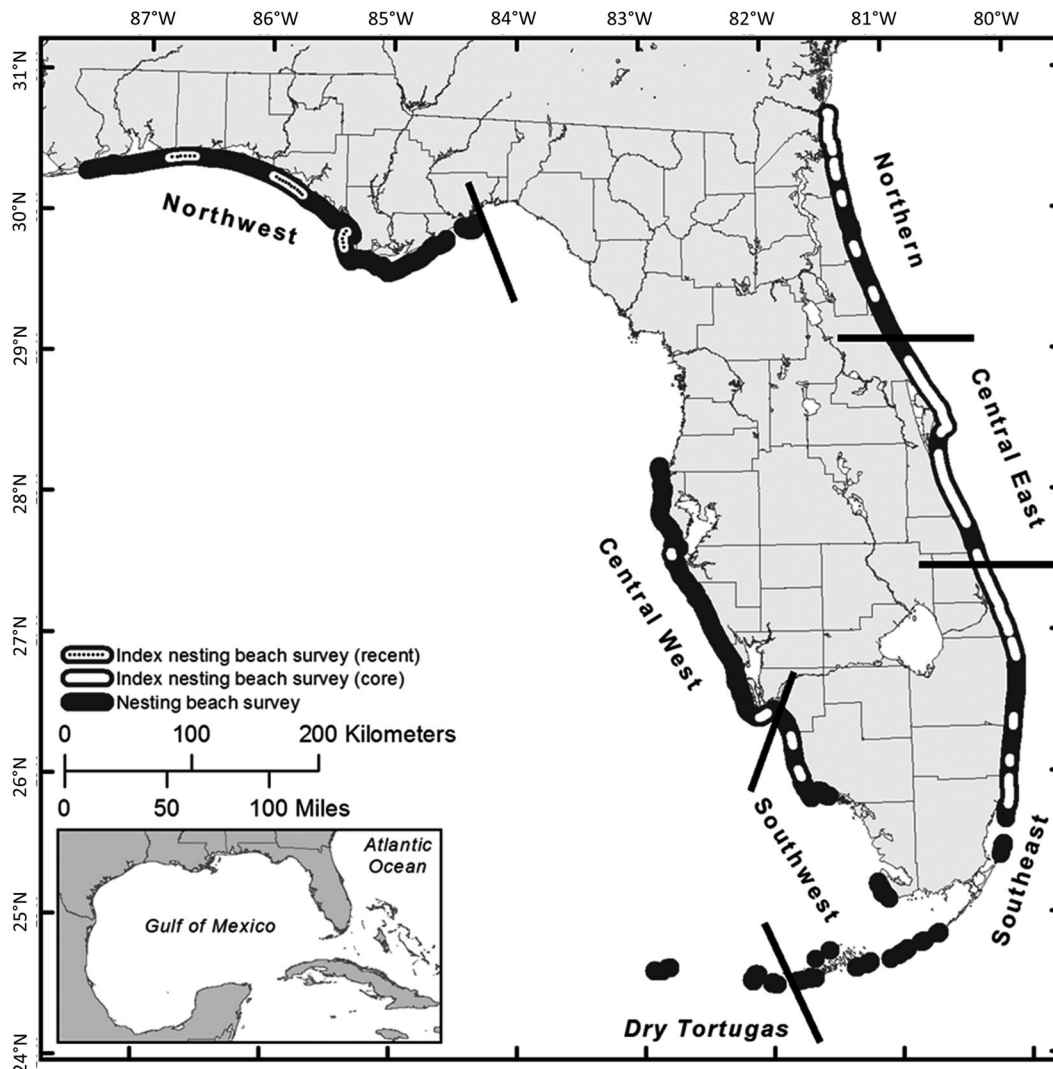 87°W 86°W 85°W 84°W 83°W 82°W 81°W 80°W
31°N
30°N
29°N
28°N
27°N
26°N
25°N
24°N
Northwest
Northern
Central East
Central West
Southwest
Southeast
Dry Tortugas
Index nesting beach survey (recent)
Index nesting beach survey (core)
Nesting beach survey
0 100 200 Kilometers
0 50 100 Miles
Atlantic
Ocean
Gulf of Mexico